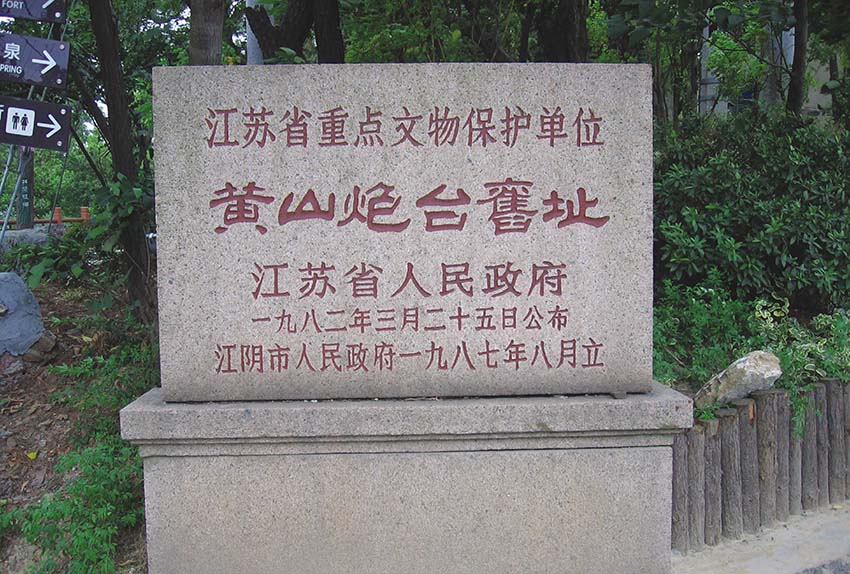 FORT
泉
SPRING
江苏省重点文物保护单位
黄山炮台舊址
江苏省人民政府
一九八二年三月二十五日公布
江阴市人民政府一九八七年八月立